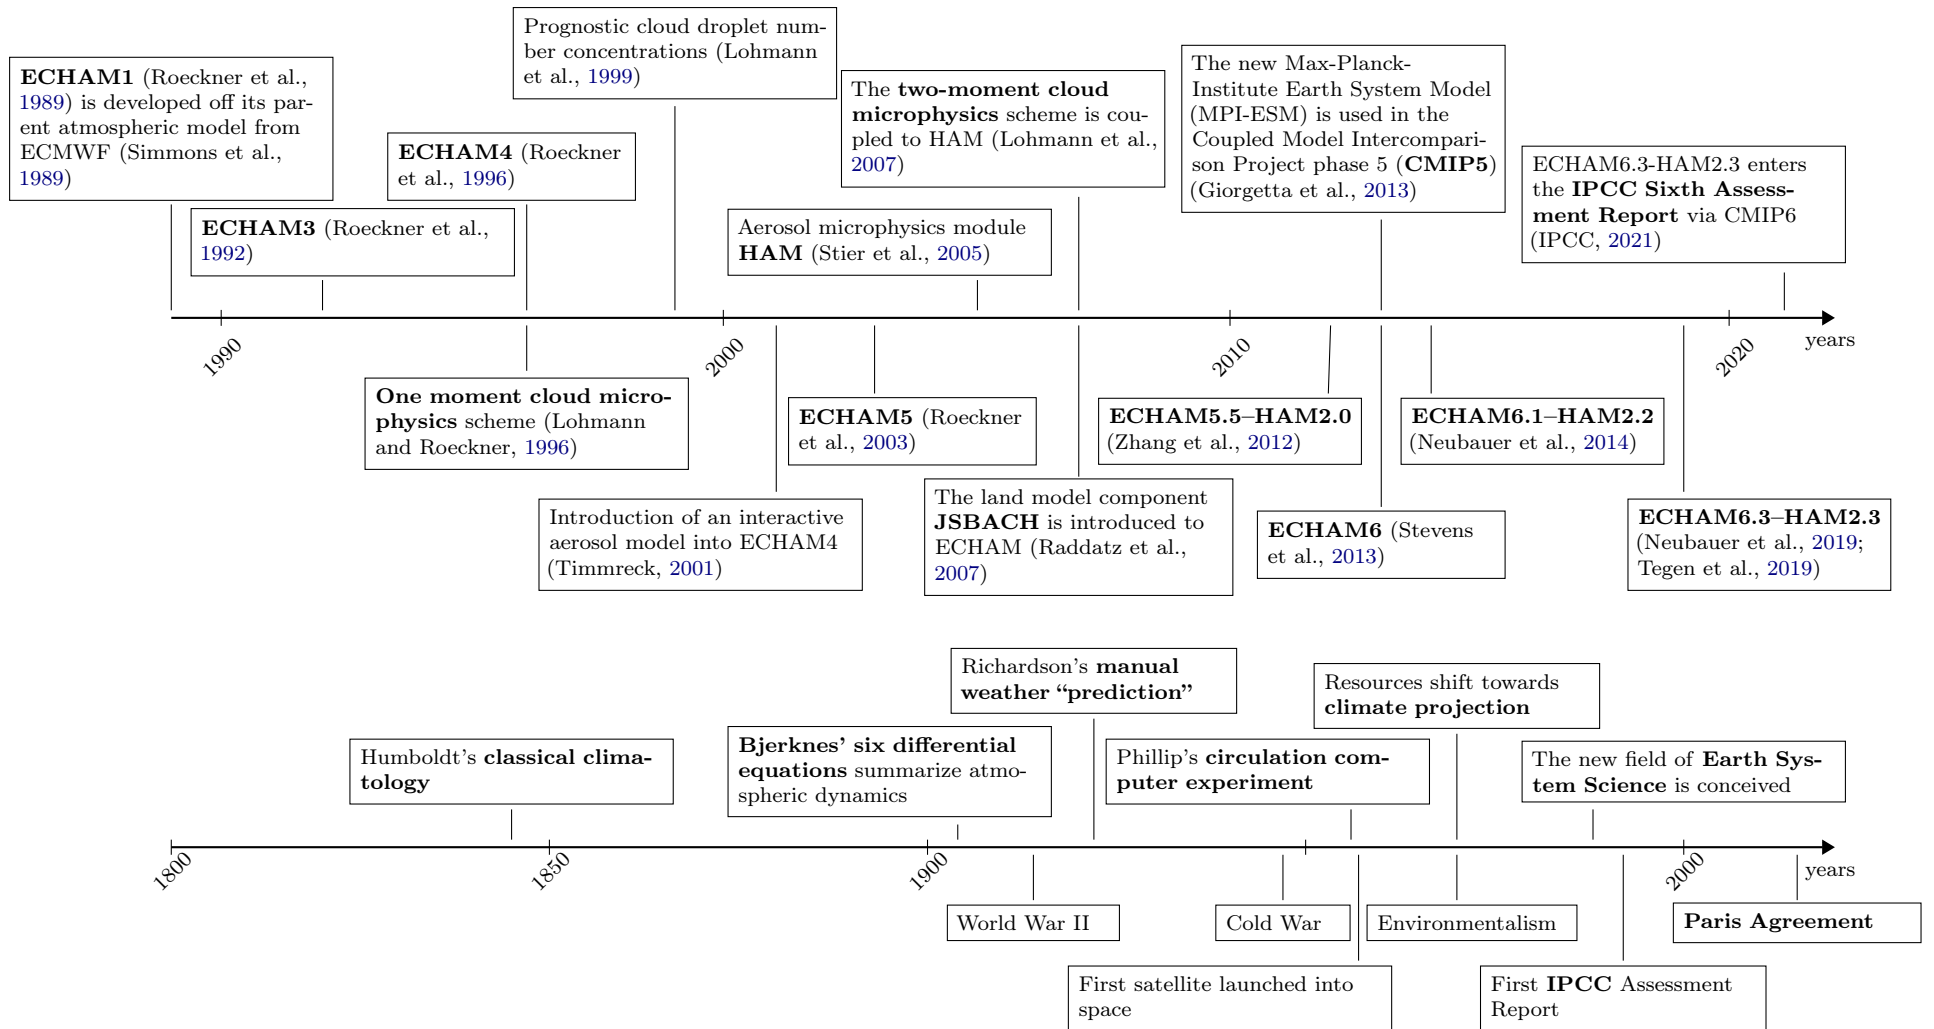 Prognostic cloud droplet num-
ber concentrations (Lohmann
et al., 1999)
ECHAM1 (Roeckner et al.,
1989) is developed off its par-
ent atmospheric model from
ECMWF (Simmons et al.,
1989)
The two-moment cloud
microphysics scheme is cou-
pled to HAM (Lohmann et al.,
2007)
The new Max-Planck-
Institute Earth System Model
(MPI-ESM) is used in the
Coupled Model Intercompari-
son Project phase 5 (CMIP5)
(Giorgetta et al., 2013)
ECHAM4 (Roeckner
et al., 1996)
ECHAM6.3-HAM2.3 enters
the IPCC Sixth Assess-
ment Report via CMIP6
(IPCC, 2021)
ECHAM3 (Roeckner et al.,
1992)
Aerosol microphysics module
HAM (Stier et al., 2005)
1990
2000
2010
2020
years
One moment cloud micro-
physics scheme (Lohmann
and Roeckner, 1996)
ECHAM5 (Roeckner
et al., 2003)
ECHAM5.5–HAM2.0
(Zhang et al., 2012)
ECHAM6.1–HAM2.2
(Neubauer et al., 2014)
Introduction of an interactive
aerosol model into ECHAM4
(Timmreck, 2001)
The land model component
JSBACH is introduced to
ECHAM (Raddatz et al.,
2007)
ECHAM6 (Stevens
et al., 2013)
ECHAM6.3–HAM2.3
(Neubauer et al., 2019;
Tegen et al., 2019)
Richardson's manual
weather “prediction”
Resources shift towards
climate projection
Humboldt's classical clima-
tology
Bjerknes' six differential
equations summarize atmo-
spheric dynamics
Phillip's circulation com-
puter experiment
The new field of Earth Sys-
tem Science is conceived
1800
1850
1900
2000
years
World War II
Cold War
Environmentalism
Paris Agreement
First satellite launched into
space
First IPCC Assessment
Report